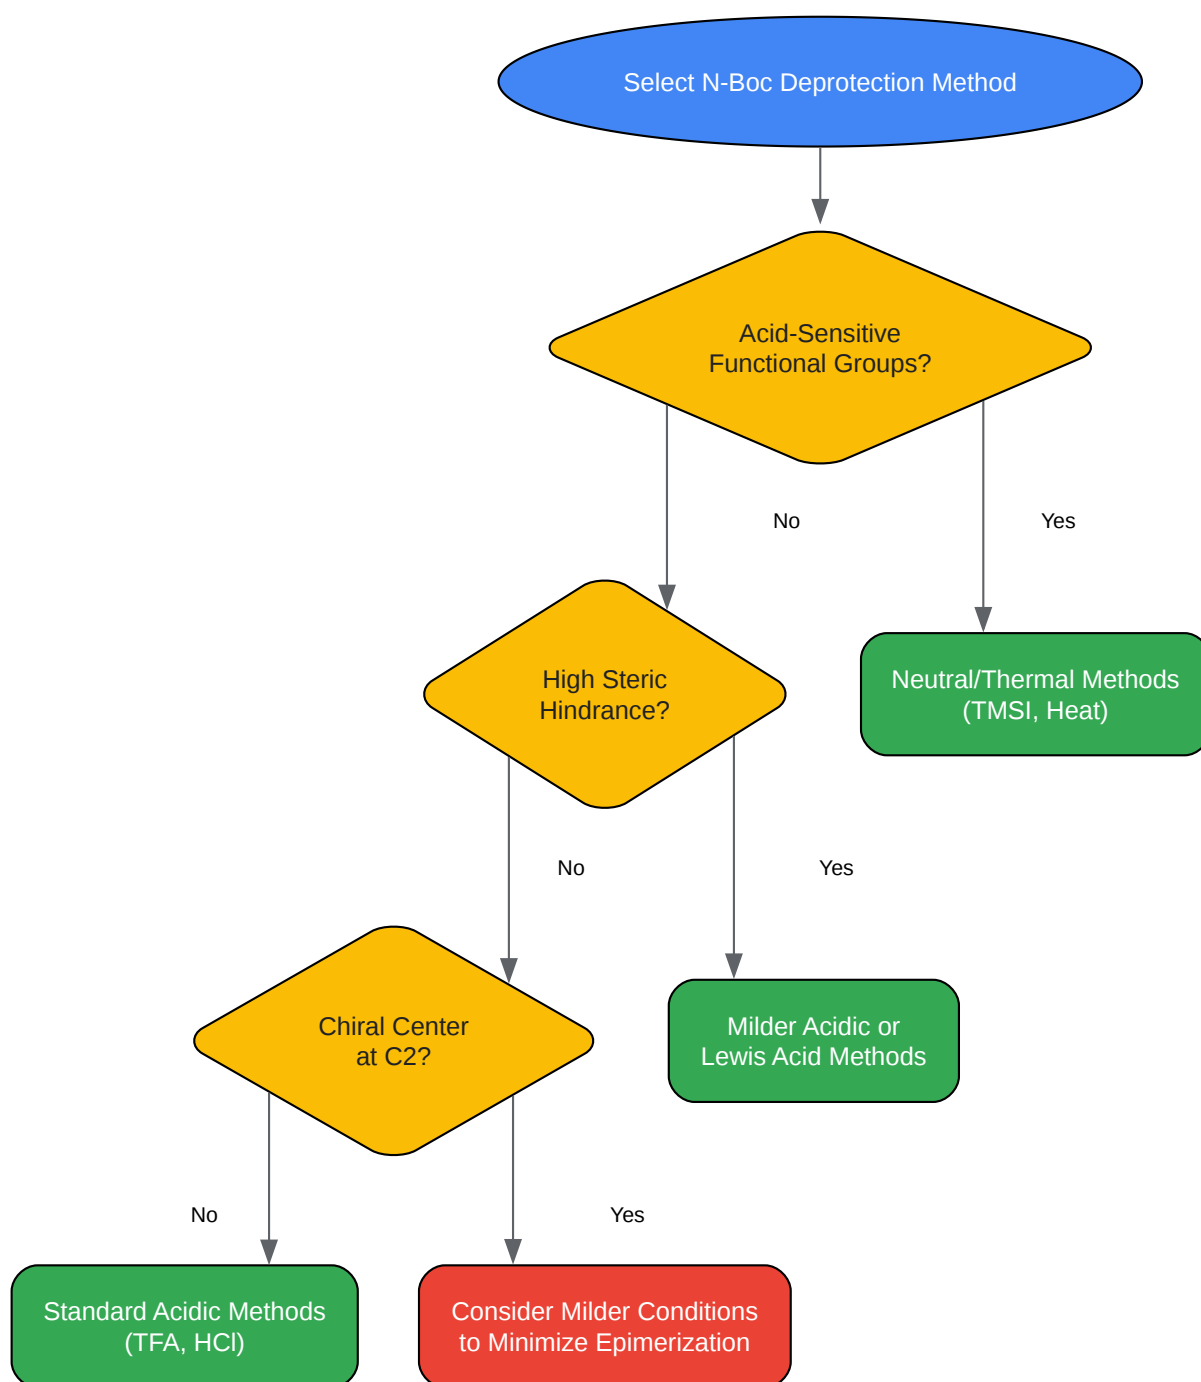 Select N-Boc Deprotection Method
Acid-Sensitive
Functional Groups?
No
Yes
High Steric
Hindrance?
Neutral/Thermal Methods
(TMSI, Heat)
No
Yes
Chiral Center
at C2?
Milder Acidic or
Lewis Acid Methods
No
Yes
Standard Acidic Methods
(TFA, HCl)
Consider Milder Conditions
to Minimize Epimerization